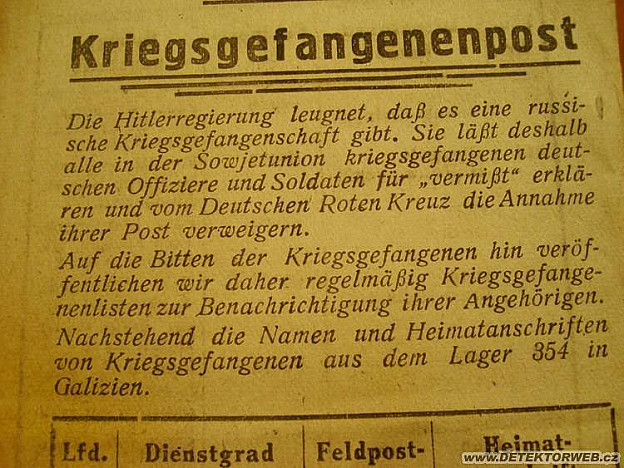 Kriegsgefangenenpost
Die Hitlerregierung leugnet, daß es eine russi-
sche Kriegsgefangenschaft gibt. Sie läßt deshalb
alle in der Sowjetunion kriegsgefangenen deut-
schen Offiziere und Soldaten für „vermißt“ erklä-
ren und vom Deutschen Roten Kreuz die Annahme
ihrer Post verweigern.
Auf die Bitten der Kriegsgefangenen hin veröf-
fentlichen wir daher regelmäßig Kriegsgefange-
nenlisten zur Benachrichtigung ihrer Angehörigen.
Nachstehend die Namen und Heimatanschriften
von Kriegsgefangenen aus dem Lager 354 in
Galizien.
Lfd. Dienstgrad Feldpost- Heimat-
www.DETEKTORWEB.cz